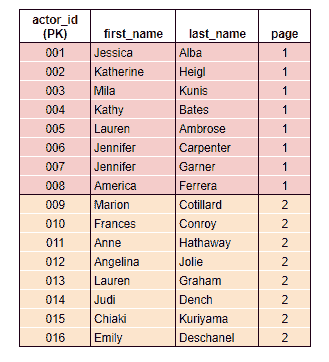 actor_id (PK) first_name last_name page
001 Jessica Alba 1
002 Katherine Heigl 1
003 Mila Kunis 1
004 Kathy Bates 1
005 Lauren Ambrose 1
006 Jennifer Carpenter 1
007 Jennifer Garner 1
008 America Ferrera 1
009 Marion Cotillard 2
010 Frances Conroy 2
011 Anne Hathaway 2
012 Angelina Jolie 2
013 Lauren Graham 2
014 Judi Dench 2
015 Chiaki Kuriyama 2
016 Emily Deschanel 2